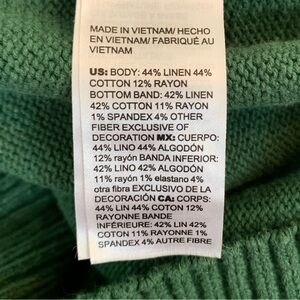 MADE IN VIETNAM/ HECHO
EN VIETNAM/ FABRIQUÉ AU
VIETNAM
US: BODY: 44% LINEN 44%
COTTON 12% RAYON
BOTTOM BAND: 42% LINEN
42% COTTON 11% RAYON
1% SPANDEX 4% OTHER
FIBER EXCLUSIVE OF
DECORATION MX: CUERPO:
44% LINO 44% ALGODÓN
12% rayón BANDA INFERIOR:
42% LINO 42% ALGODÓN
11% rayón 1% elastano 4%
otra fibra EXCLUSIVO DE LA
DECORACIÓN CA: CORPS:
44% LIN 44% COTON 12%
RAYONNE BANDE
INFÉRIEURE: 42% LIN 42%
COTON 11% RAYONNE 1%
SPANDEX 4% AUTRE FIBRE